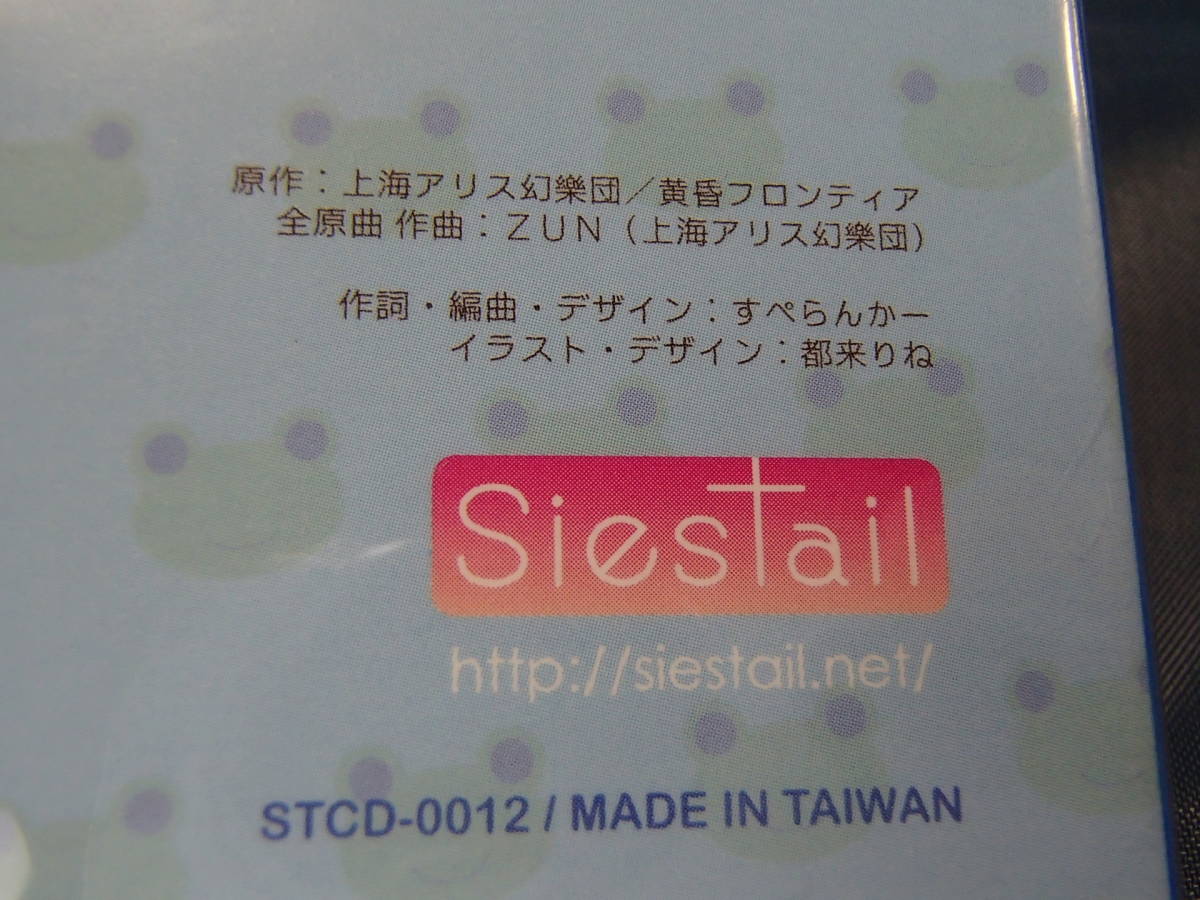 原作：上海アリス幻樂団／黄昏フロンティア
全原曲 作曲：ＺＵＮ（上海アリス幻樂団）
作詞・編曲・デザイン：すぺらんかー
イラスト・デザイン：都来りね
Siestail
http://siestail.net/
STCD-0012 / MADE IN TAIWAN